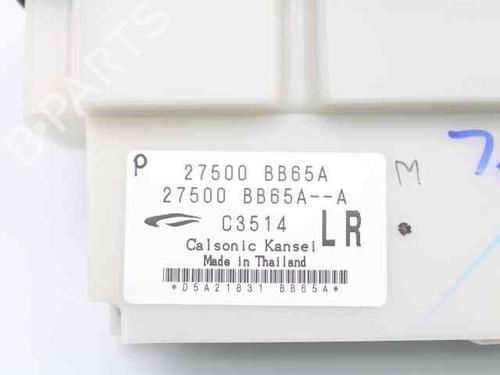 B-PARTS
P
27500 BB65A
27500 BB65A--A
C3514 LR
Calsonic Kansei
Made in Thailand
*D5A21831 BB65A*
M